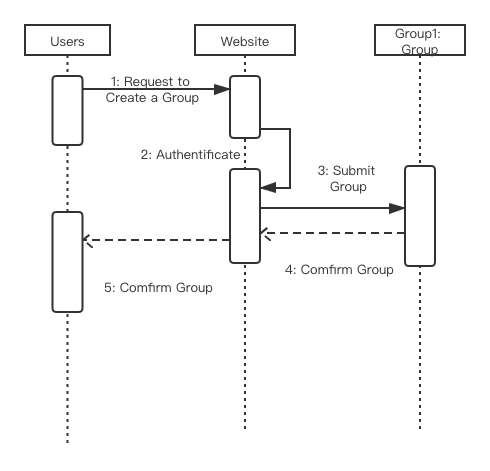 Users
Website
Group1:
Group
1: Request to
Create a Group
2: Authentificate
3: Submit
Group
4: Comfirm Group
5: Comfirm Group